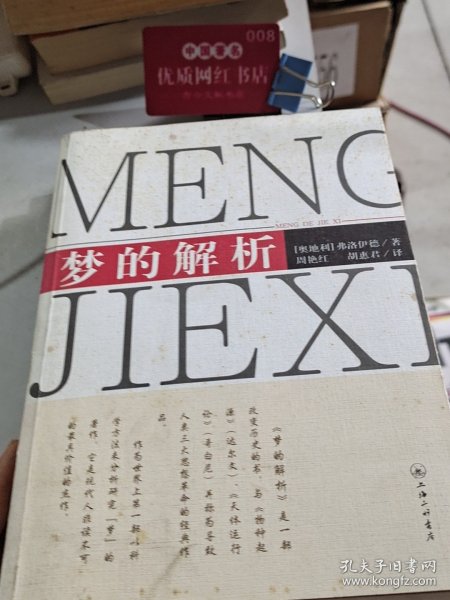 008
中國著名
优质网红书店
MENG
MENG DE JIE XI
梦的解析
[奥地利] 弗洛伊德／著
周艳红 胡惠君／译
JIEXI
《梦的解析》是一部
改变历史的书，与《物种起
源》（达尔文）、《天体运行
论》（哥白尼）并称为导致
人类三大思想革命的经典作
品。
作为世界上第一部以科
学方法来分析研究“梦”的
著作，它是现代人谁读不可
的最具价值的杰作。
上海三联书店
孔夫子旧书网
www.kongfz.com